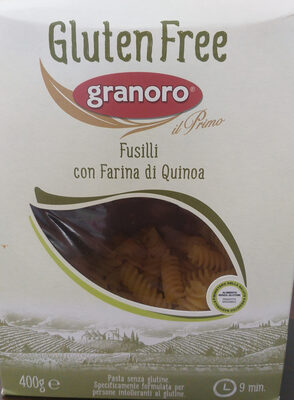 Gluten Free
granoro®
il Primo
Fusilli
con Farina di Quinoa
400g e
9 min.
Pasta senza glutine.
Specificamente formulata per
persone intolleranti al glutine.